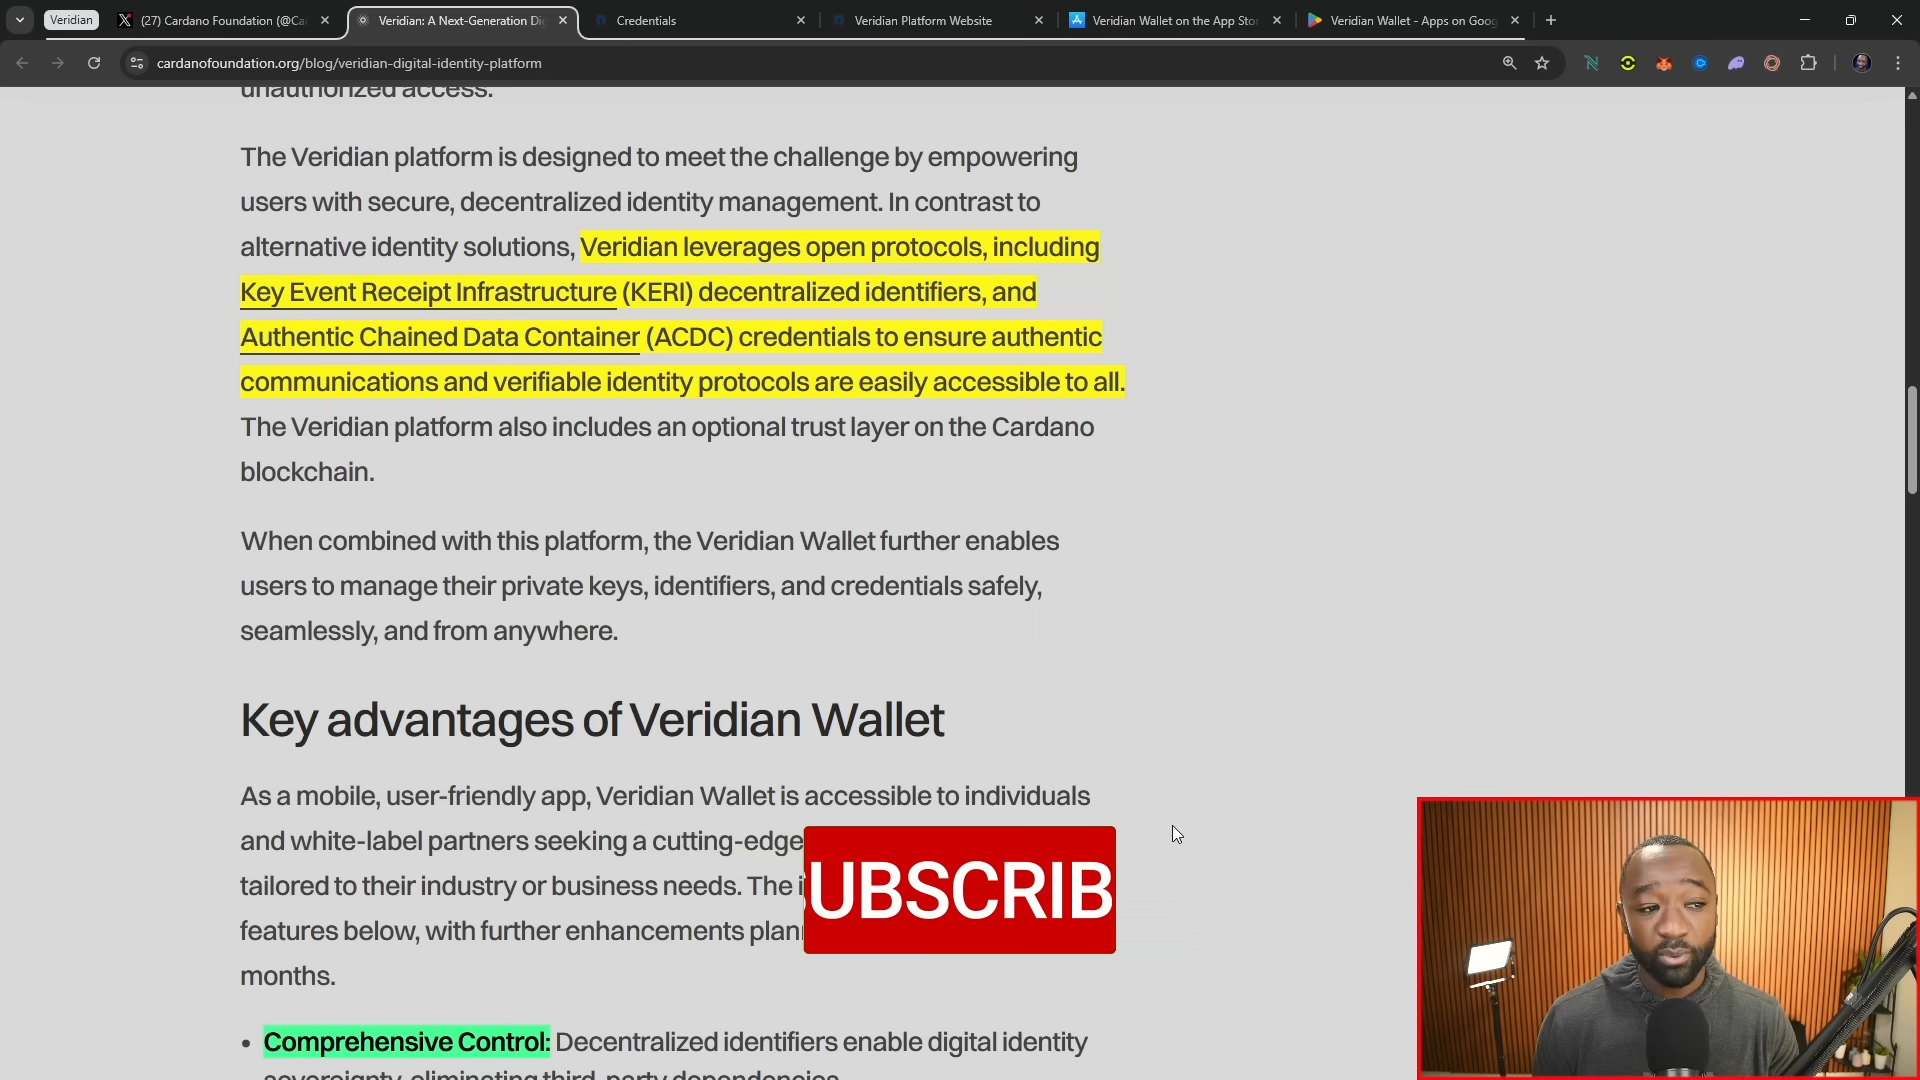 Veridian
(27) Cardano Foundation (@Ca
Veridian: A Next-Generation Di
Credentials
Veridian Platform Website
Veridian Wallet on the App Stor
Veridian Wallet - Apps on Goog
cardanofoundation.org/blog/veridian-digital-identity-platform
unauthorized access.
The Veridian platform is designed to meet the challenge by empowering
users with secure, decentralized identity management. In contrast to
alternative identity solutions, Veridian leverages open protocols, including
Key Event Receipt Infrastructure (KERI) decentralized identifiers, and
Authentic Chained Data Container (ACDC) credentials to ensure authentic
communications and verifiable identity protocols are easily accessible to all.
The Veridian platform also includes an optional trust layer on the Cardano
blockchain.
When combined with this platform, the Veridian Wallet further enables
users to manage their private keys, identifiers, and credentials safely,
seamlessly, and from anywhere.
Key advantages of Veridian Wallet
As a mobile, user-friendly app, Veridian Wallet is accessible to individuals
and white-label partners seeking a cutting-edge
tailored to their industry or business needs. The i
features below, with further enhancements plan
months.
UBSCRIB
• Comprehensive Control: Decentralized identifiers enable digital identity
sovereignty, eliminating third-party dependencies